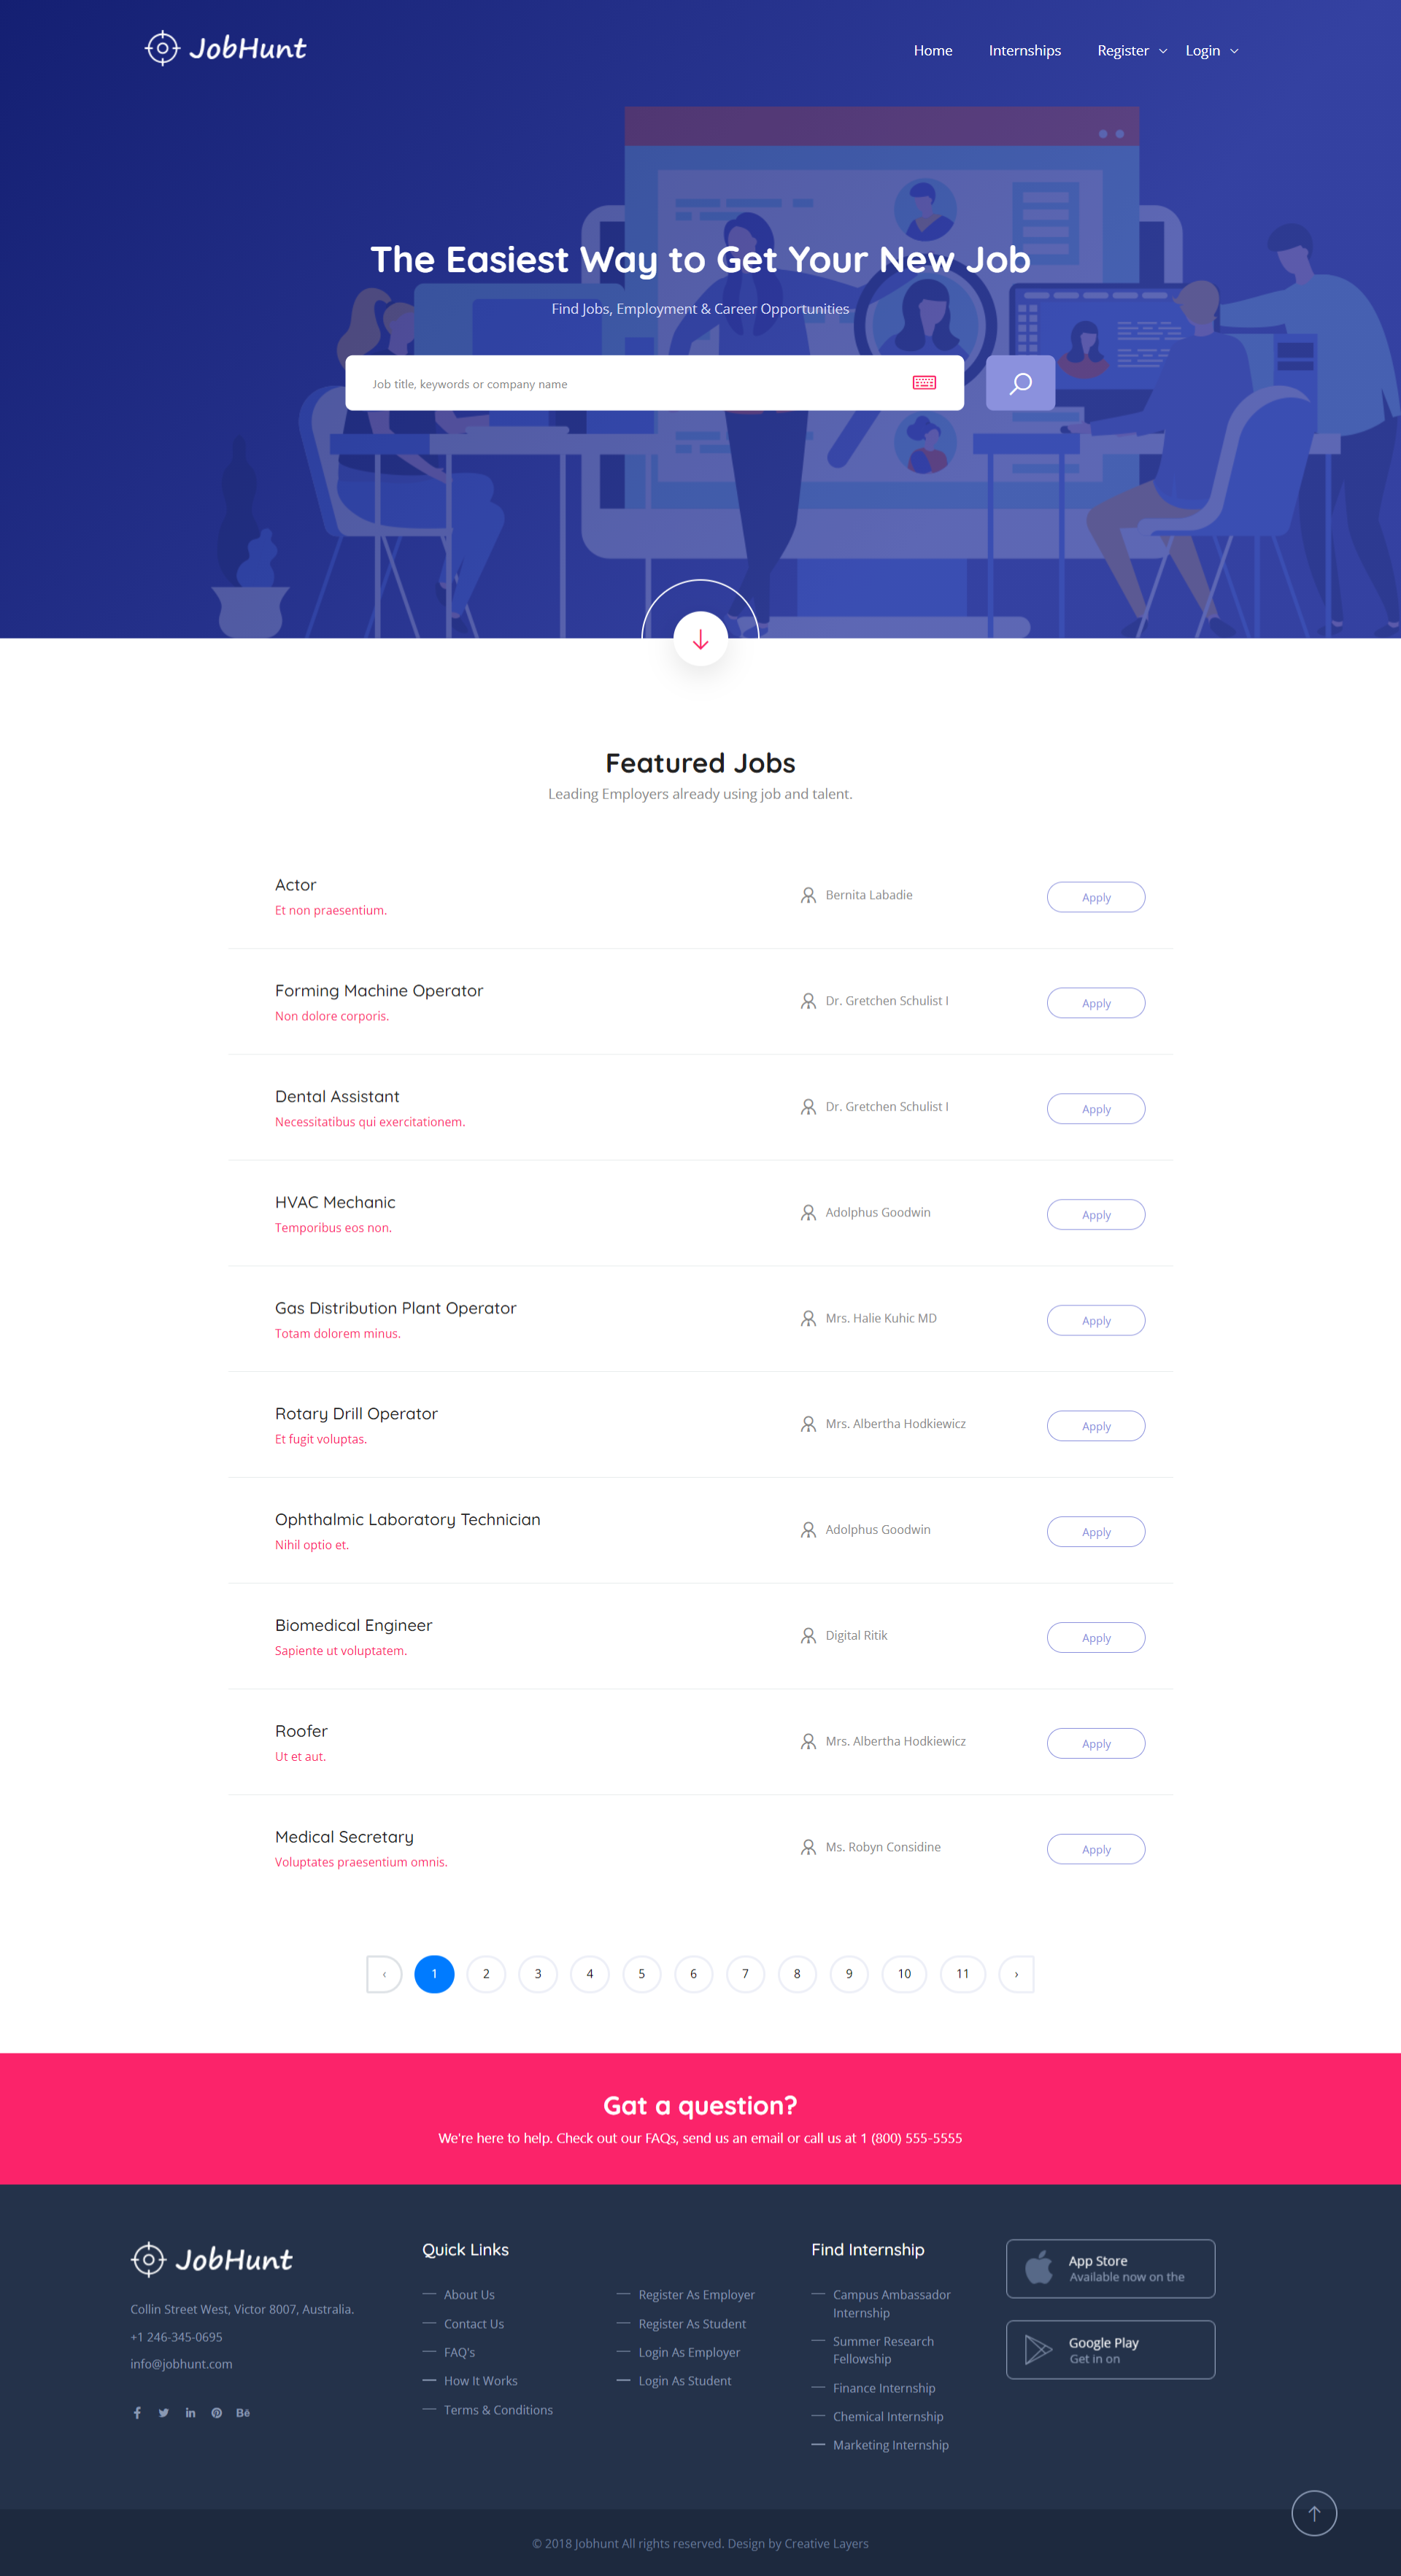 JobHunt
Home Internships Register Login
The Easiest Way to Get Your New Job
Find Jobs, Employment & Career Opportunities
Job title, keywords or company name
Featured Jobs
Leading Employers already using job and talent.
Actor
Et non praesentium.
Bernita Labadie
Apply
Forming Machine Operator
Non dolore corporis.
Dr. Gretchen Schulist I
Apply
Dental Assistant
Necessitatibus qui exercitationem.
Dr. Gretchen Schulist I
Apply
HVAC Mechanic
Temporibus eos non.
Adolphus Goodwin
Apply
Gas Distribution Plant Operator
Totam dolorem minus.
Mrs. Halie Kuhic MD
Apply
Rotary Drill Operator
Et fugit voluptas.
Mrs. Albertha Hodkiewicz
Apply
Ophthalmic Laboratory Technician
Nihil optio et.
Adolphus Goodwin
Apply
Biomedical Engineer
Sapiente ut voluptatem.
Digital Ritik
Apply
Roofer
Ut et aut.
Mrs. Albertha Hodkiewicz
Apply
Medical Secretary
Voluptates praesentium omnis.
Ms. Robyn Considine
Apply
‹ 1 2 3 4 5 6 7 8 9 10 11 ›
Gat a question?
We're here to help. Check out our FAQs, send us an email or call us at 1 (800) 555-5555
JobHunt
Collin Street West, Victor 8007, Australia.
+1 246-345-0695
info@jobhunt.com
Bē
Quick Links
About Us
Contact Us
FAQ's
How It Works
Terms & Conditions
Register As Employer
Register As Student
Login As Employer
Login As Student
Find Internship
Campus Ambassador
Internship
Summer Research
Fellowship
Finance Internship
Chemical Internship
Marketing Internship
App Store
Available now on the
Google Play
Get in on
© 2018 Jobhunt All rights reserved. Design by Creative Layers